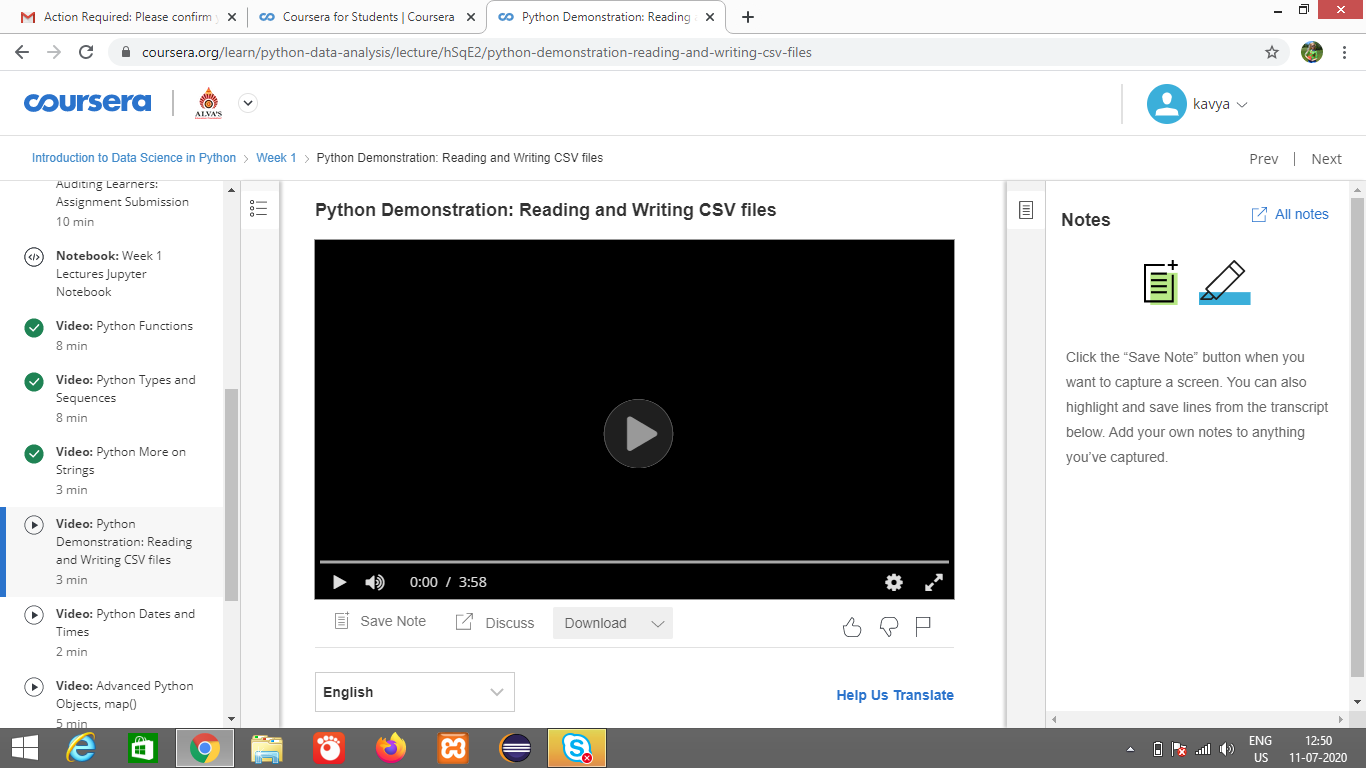 Action Required: Please confirm
Coursera for Students | Coursera
Python Demonstration: Reading
coursera.org/learn/python-data-analysis/lecture/hSqE2/python-demonstration-reading-and-writing-csv-files
coursera
ALVA'S
kavya
Introduction to Data Science in Python
Week 1
Python Demonstration: Reading and Writing CSV files
Prev | Next
Auditing Learners:
Assignment Submission
10 min
Notebook: Week 1
Lectures Jupyter
Notebook
Video: Python Functions
8 min
Video: Python Types and
Sequences
8 min
Video: Python More on
Strings
3 min
Video: Python
Demonstration: Reading
and Writing CSV files
3 min
Video: Python Dates and
Times
2 min
Video: Advanced Python
Objects, map()
5 min
Python Demonstration: Reading and Writing CSV files
0:00 / 3:58
Save Note
Discuss
Download
English
Help Us Translate
Notes
All notes
Click the “Save Note” button when you
want to capture a screen. You can also
highlight and save lines from the transcript
below. Add your own notes to anything
you’ve captured.
ENG
US
12:50
11-07-2020